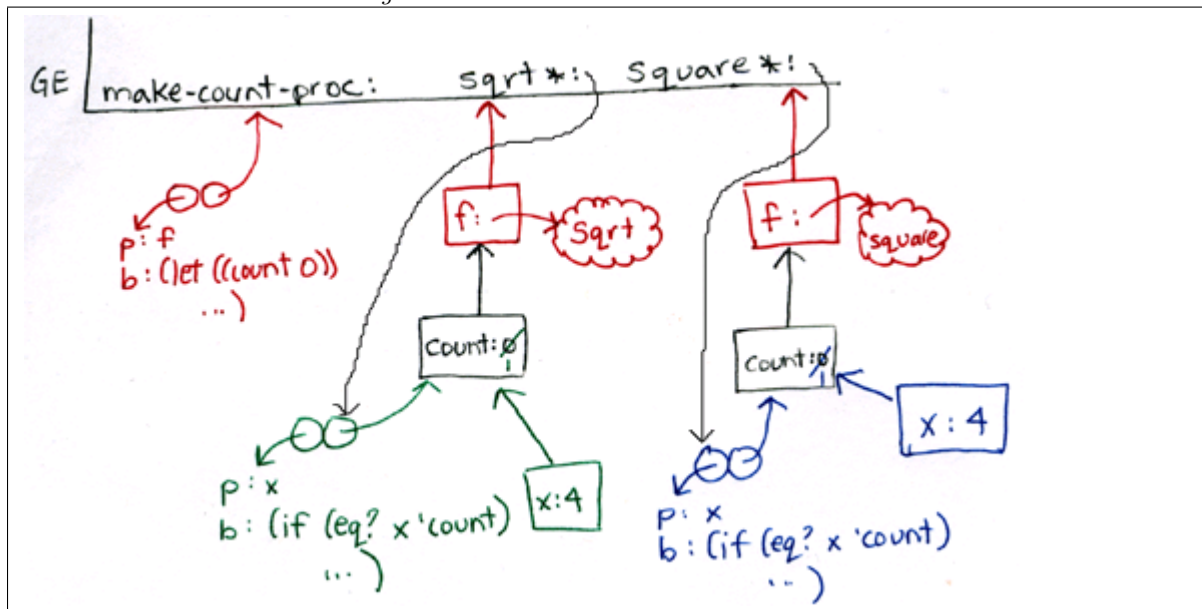 GE make-count-proc: sqrt*: square*:
p: f
b: (let ((count 0))
...)
f:
Sqrt
f:
square
count: 0
1
count: 0
1
p: x
b: (if (eq? x 'count)
...)
x:4
p: x
b: (if (eq? x 'count)
...)
x: 4